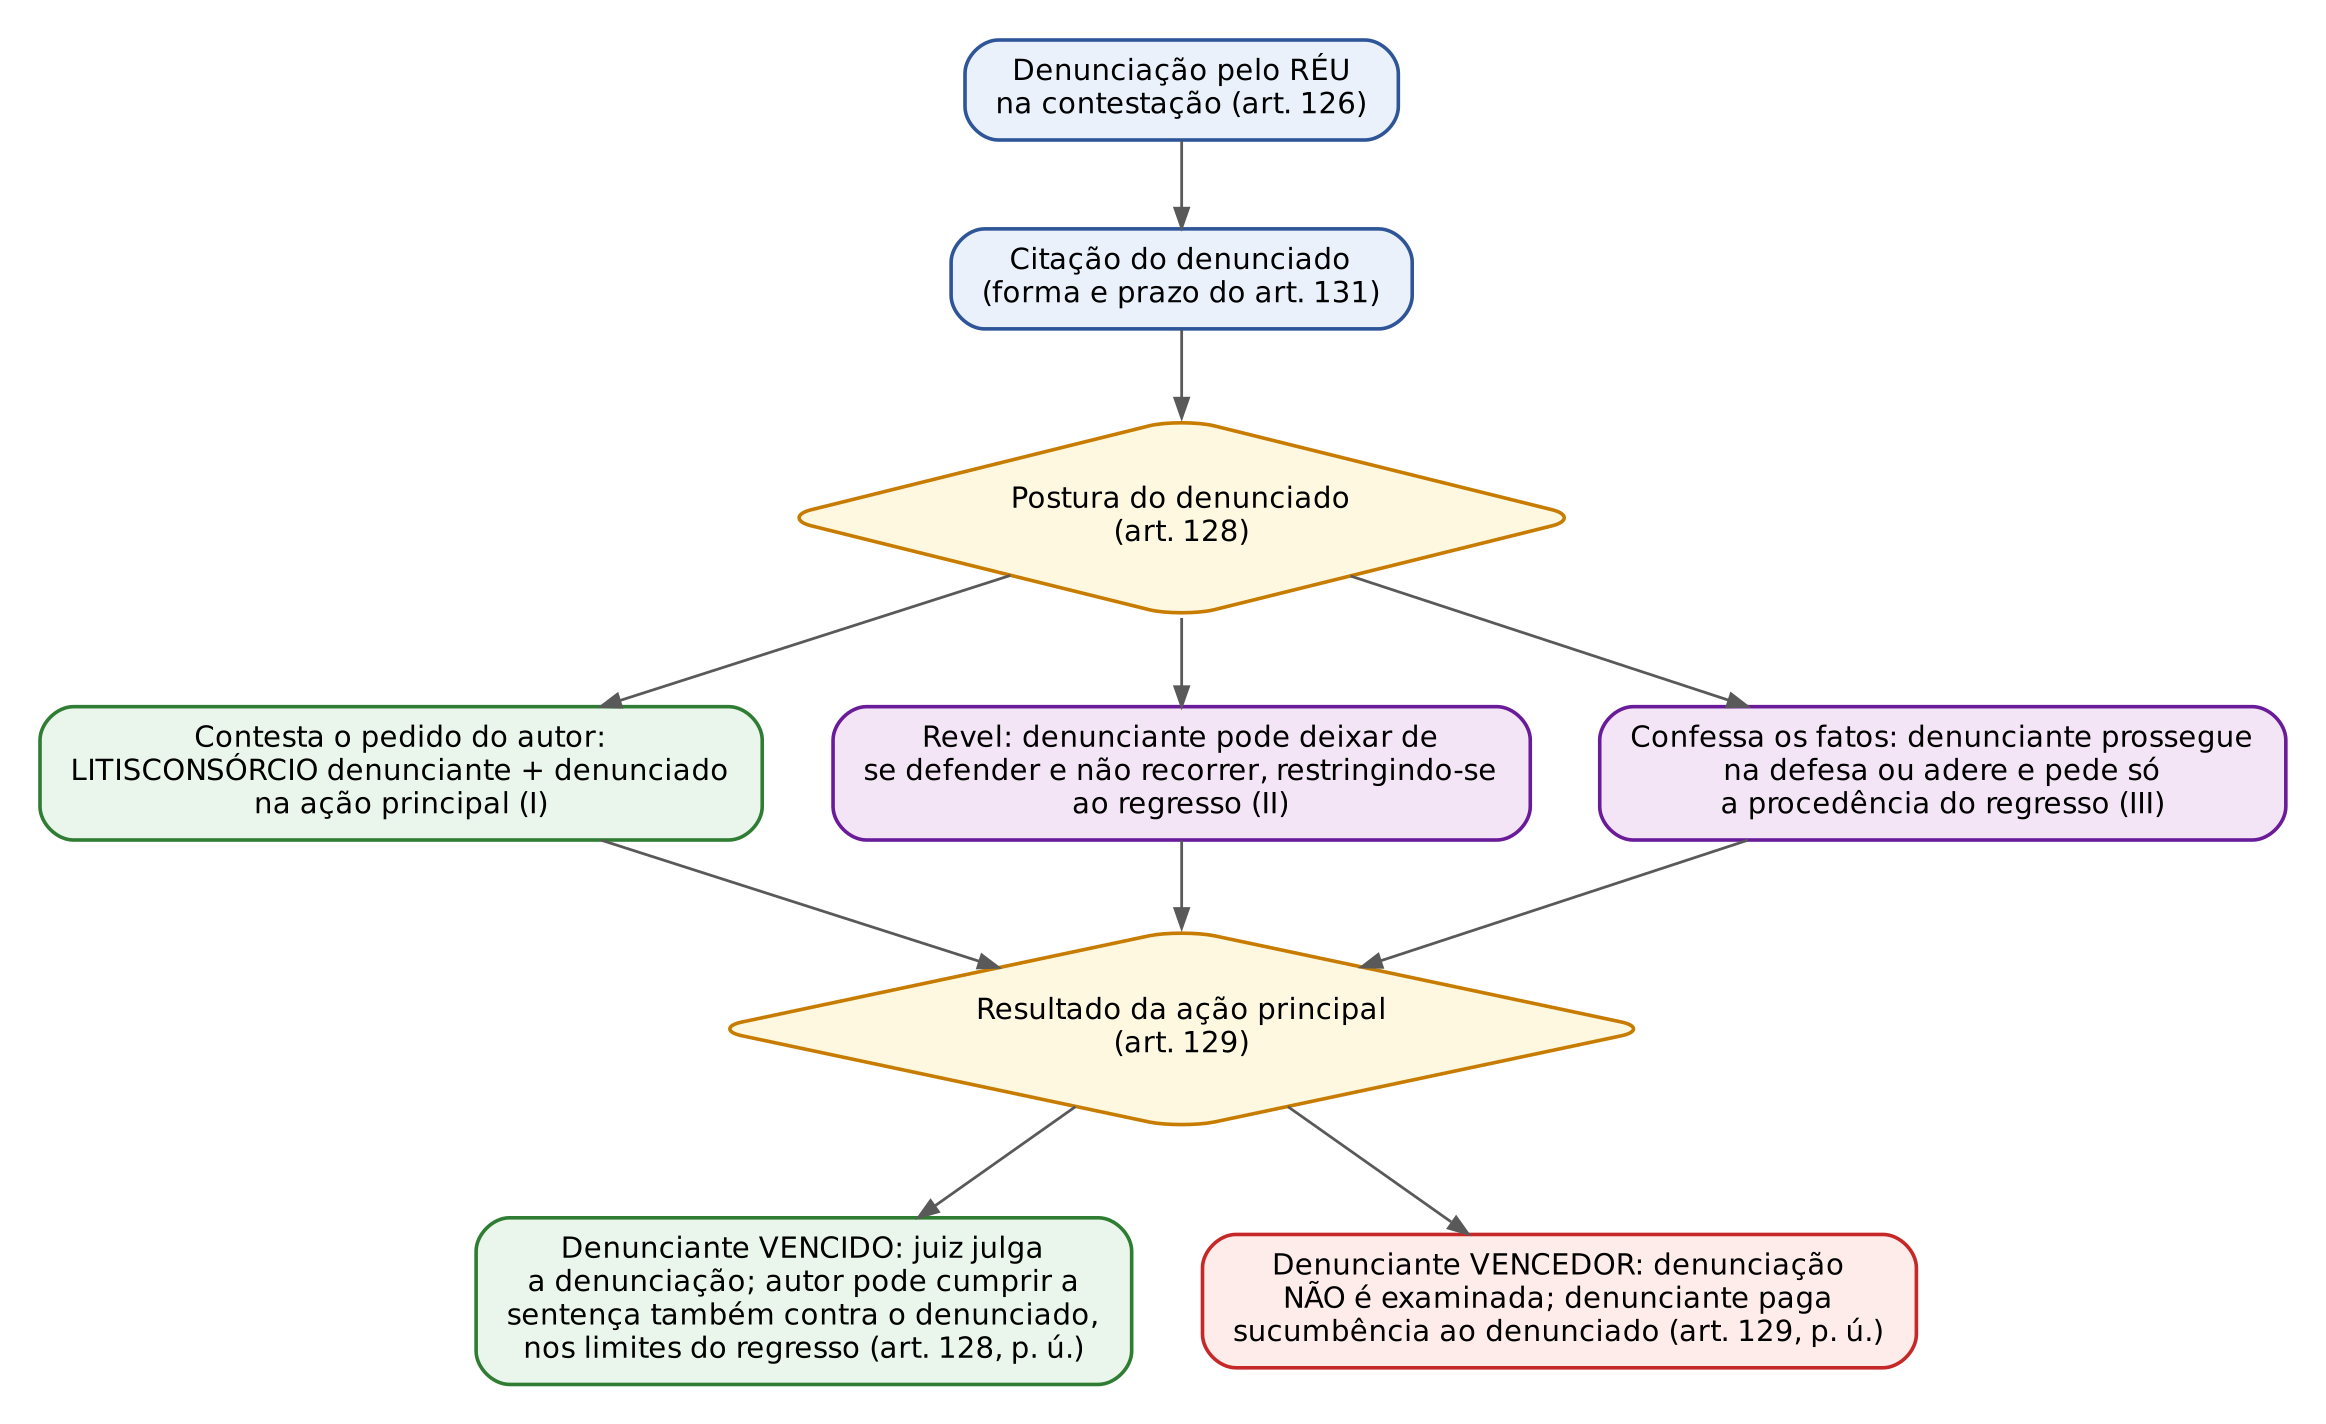 Denunciação pelo RÉU
na contestação (art. 126)
Citação do denunciado
(forma e prazo do art. 131)
Postura do denunciado
(art. 128)
Contesta o pedido do autor:
LITISCONSÓRCIO denunciante + denunciado
na ação principal (I)
Revel: denunciante pode deixar de
se defender e não recorrer, restringindo-se
ao regresso (II)
Confessa os fatos: denunciante prossegue
na defesa ou adere e pede só
a procedência do regresso (III)
Resultado da ação principal
(art. 129)
Denunciante VENCIDO: juiz julga
a denunciação; autor pode cumprir a
sentença também contra o denunciado,
nos limites do regresso (art. 128, p. ú.)
Denunciante VENCEDOR: denunciação
NÃO é examinada; denunciante paga
sucumbência ao denunciado (art. 129, p. ú.)